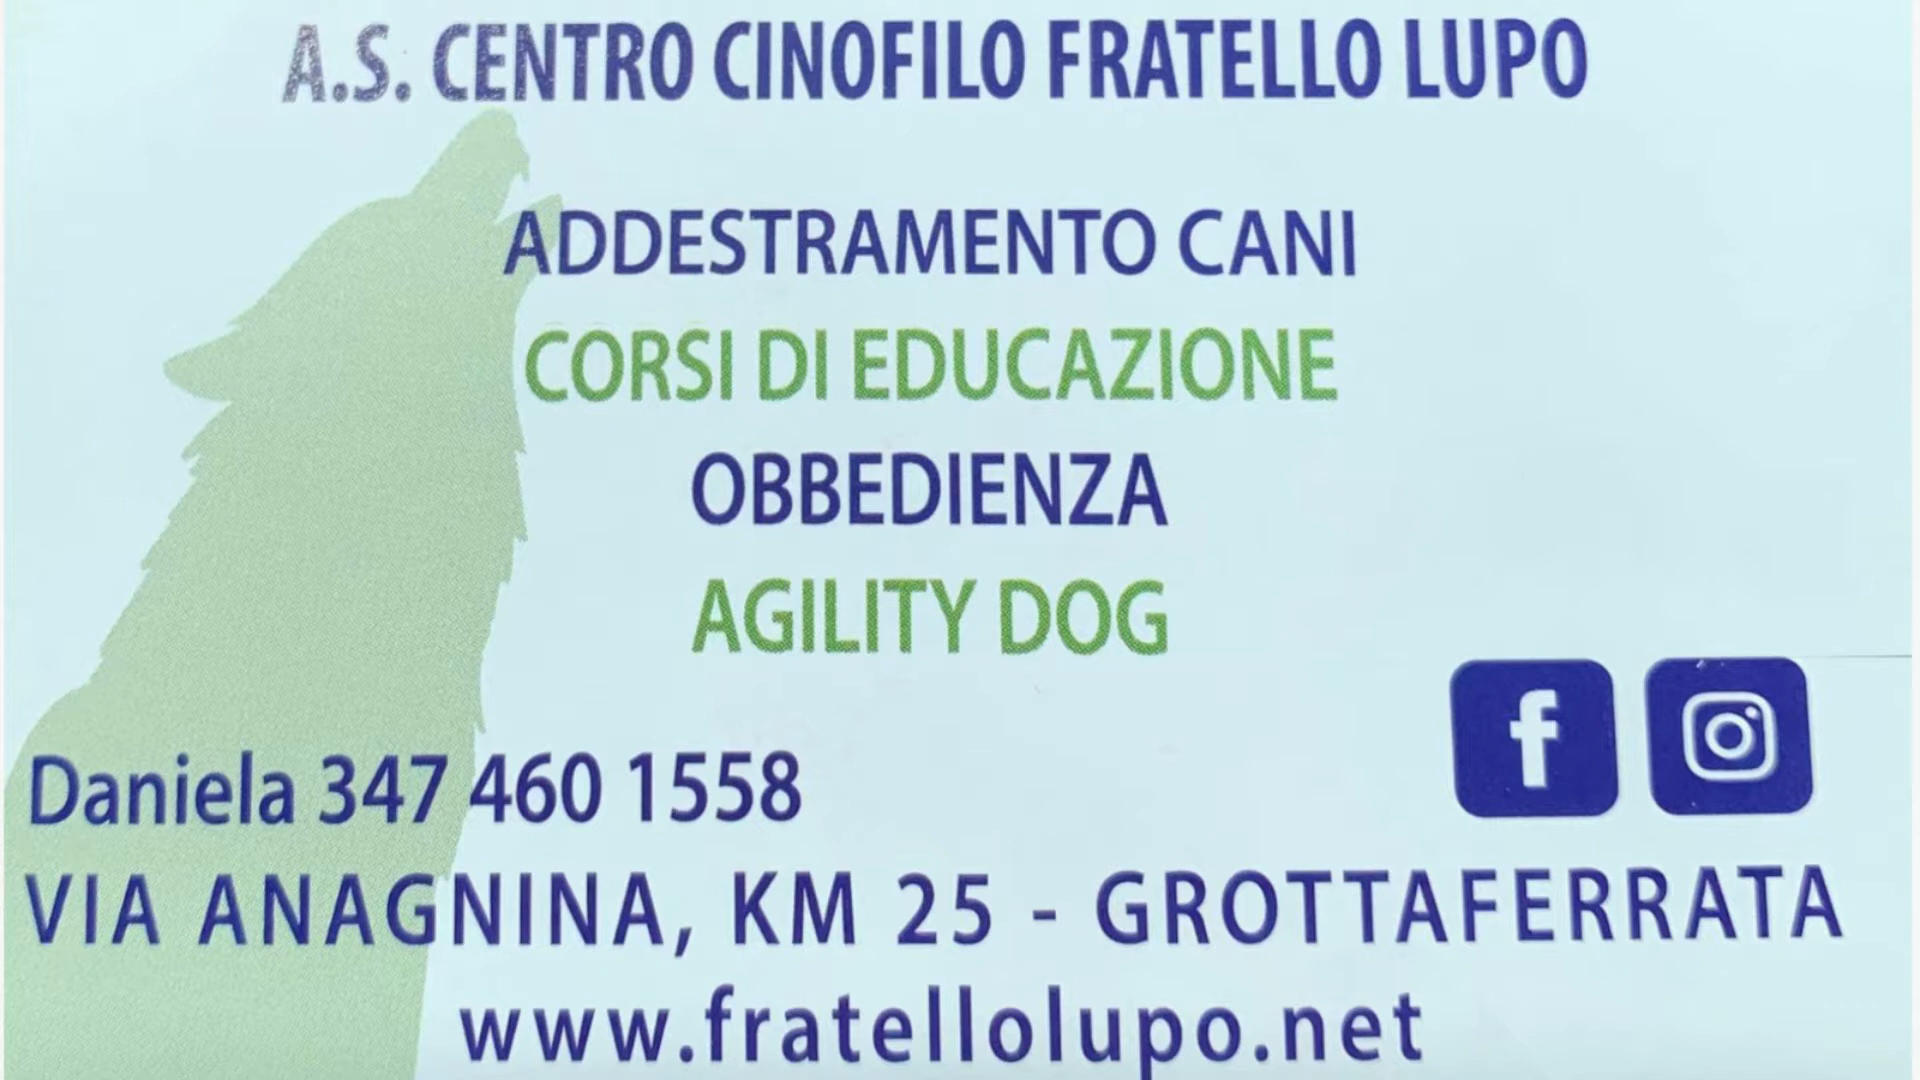 A.S. CENTRO CINOFILO FRATELLO LUPO
ADDESTRAMENTO CANI
CORSI DI EDUCAZIONE
OBBEDIENZA
AGILITY DOG
Daniela 347 460 1558
VIA ANAGNINA, KM 25 - GROTTAFERRATA
www.fratellolupo.net